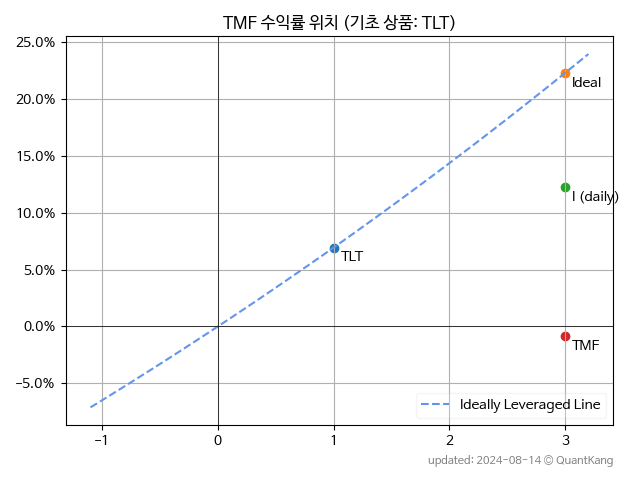 TMF 수익률 위치 (기초 상품: TLT)
25.0%
20.0%
15.0%
10.0%
5.0%
0.0%
−5.0%
Ideal
I (daily)
TLT
TMF
Ideally Leveraged Line
−1
0
1
2
3
updated: 2024-08-14 © QuantKang